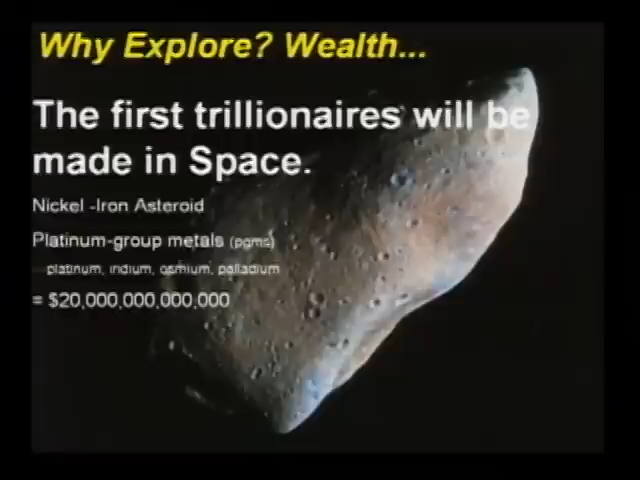 Why Explore? Wealth...
The first trillionaires will be
made in Space.
Nickel -Iron Asteroid
Platinum-group metals (pgms)
platinum, iridium, osmium, palladium
= $20,000,000,000,000